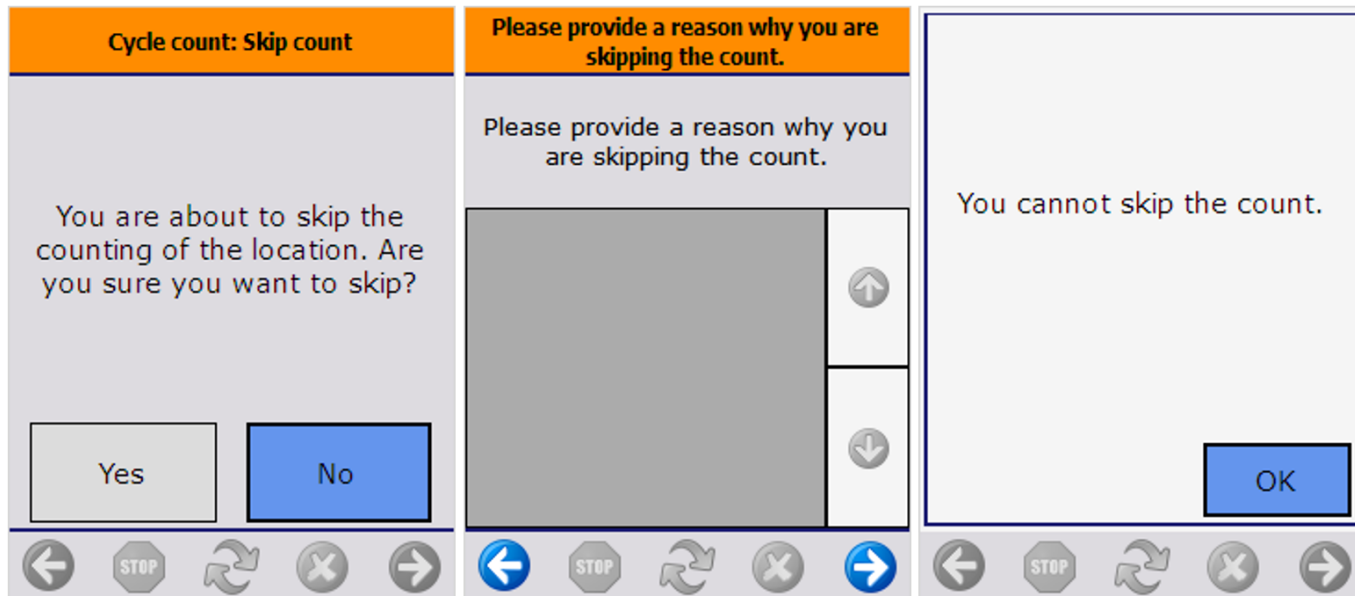 Cycle count: Skip count
You are about to skip the
counting of the location. Are
you sure you want to skip?
Yes
No
STOP
Please provide a reason why you are
skipping the count.
Please provide a reason why you
are skipping the count.
STOP
You cannot skip the count.
OK
STOP